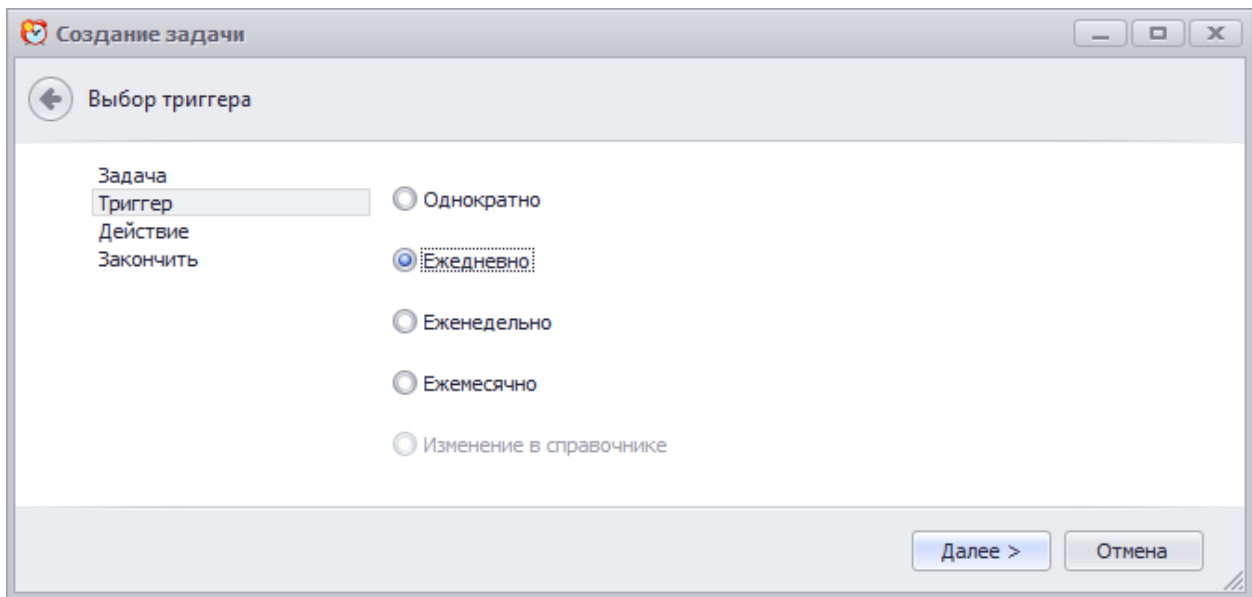 Создание задачи
Выбор триггера
Задача
Триггер
Действие
Закончить
Однократно
Ежедневно
Еженедельно
Ежемесячно
Изменение в справочнике
Далее >
Отмена